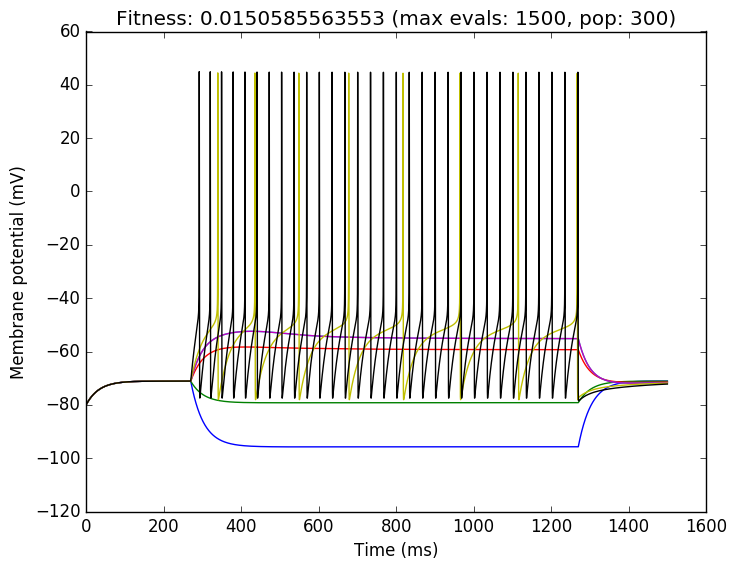 Fitness: 0.0150585563553 (max evals: 1500, pop: 300)
60
40
20
0
−20
−40
−60
−80
−100
−120
Membrane potential (mV)
0 200 400 600 800 1000 1200 1400 1600
Time (ms)